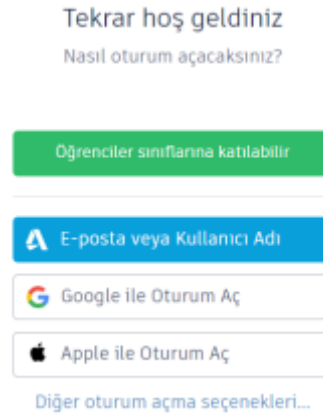 Tekrar hoş geldiniz
Nasıl oturum açacaksınız?
Öğrenciler sınıflarına katılabilir
E-posta veya Kullanıcı Adı
Google ile Oturum Aç
Apple ile Oturum Aç
Diğer oturum açma seçenekleri...